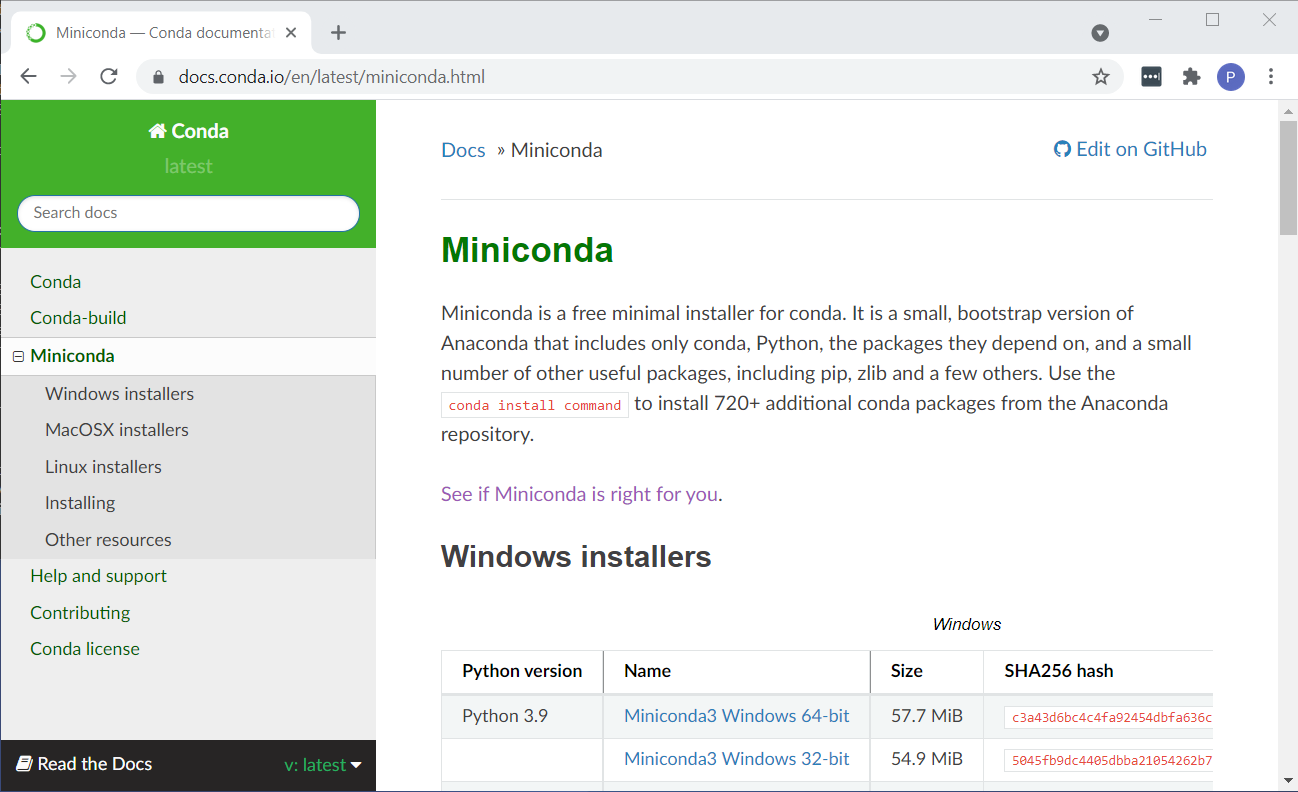 Miniconda — Conda documenta
docs.conda.io/en/latest/miniconda.html
P
Conda
latest
Search docs
Conda
Conda-build
Miniconda
Windows installers
MacOSX installers
Linux installers
Installing
Other resources
Help and support
Contributing
Conda license
Read the Docs
v: latest
Docs » Miniconda
Edit on GitHub
Miniconda
Miniconda is a free minimal installer for conda. It is a small, bootstrap version of
Anaconda that includes only conda, Python, the packages they depend on, and a small
number of other useful packages, including pip, zlib and a few others. Use the
conda install command to install 720+ additional conda packages from the Anaconda
repository.
See if Miniconda is right for you.
Windows installers
Windows
Python version Name Size SHA256 hash
Python 3.9 Miniconda3 Windows 64-bit 57.7 MiB c3a43d6bc4c4fa92454dbfa636c
Miniconda3 Windows 32-bit 54.9 MiB 5045fb9dc4405dbba21054262b7